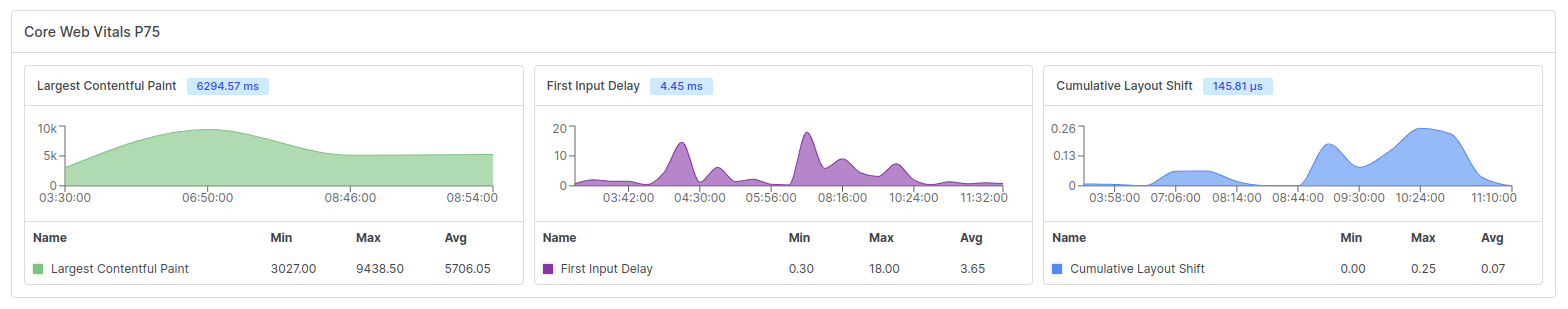 Core Web Vitals P75
Largest Contentful Paint 6294.57 ms
10k
5k
0
03:30:00 06:50:00 08:46:00 08:54:00
Name Min Max Avg
Largest Contentful Paint 3027.00 9438.50 5706.05
First Input Delay 4.45 ms
20
10
0
03:42:00 04:30:00 05:56:00 08:16:00 10:24:00 11:32:00
Name Min Max Avg
First Input Delay 0.30 18.00 3.65
Cumulative Layout Shift 145.81 µs
0.26
0.13
0
03:58:00 07:06:00 08:14:00 08:44:00 09:30:00 10:24:00 11:10:00
Name Min Max Avg
Cumulative Layout Shift 0.00 0.25 0.07